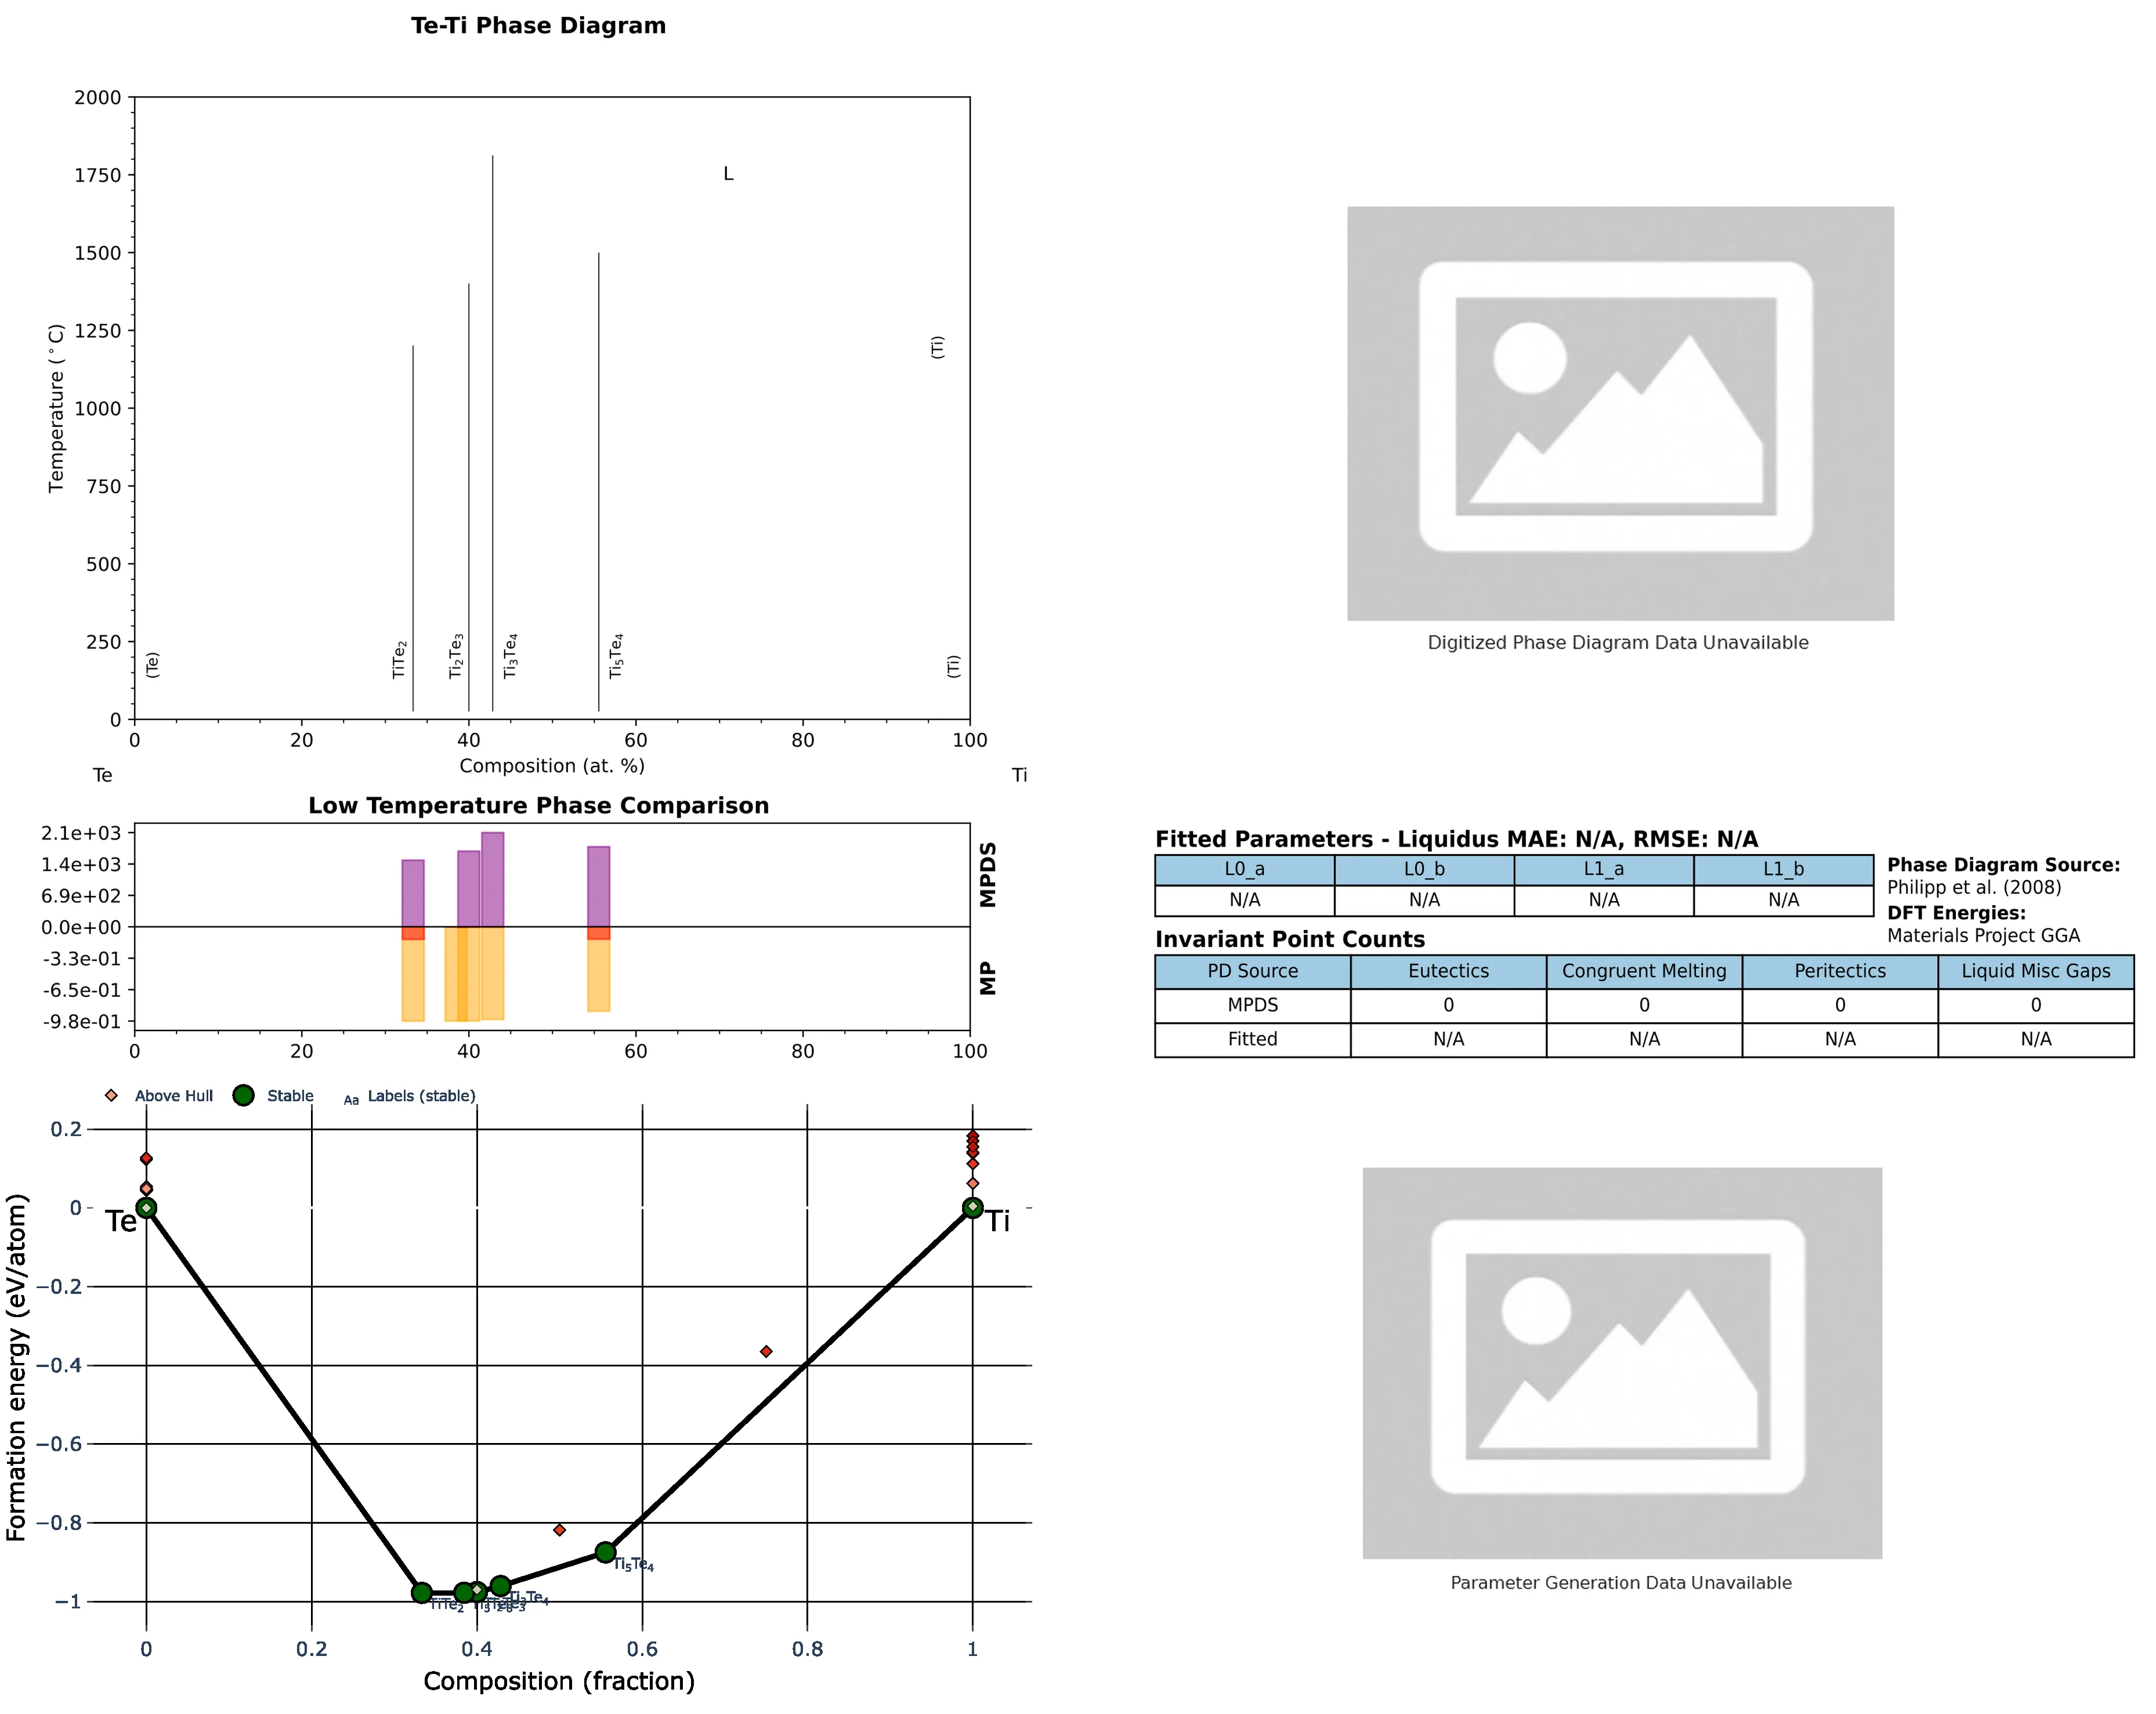 Te-Ti Phase Diagram
2000
1750
1500
1250
1000
750
500
250
0
Temperature (°C)
L
(Ti)
(Te)
TiTe2
Ti2Te3
Ti3Te4
Ti5Te4
(Ti)
0 20 40 60 80 100
Composition (at. %)
Te Ti
Digitized Phase Diagram Data Unavailable
Low Temperature Phase Comparison
2.1e+03
1.4e+03
6.9e+02
0.0e+00
-3.3e-01
-6.5e-01
-9.8e-01
MPDS
MP
0 20 40 60 80 100
Fitted Parameters - Liquidus MAE: N/A, RMSE: N/A
L0_a L0_b L1_a L1_b
N/A N/A N/A N/A
Phase Diagram Source:
Philipp et al. (2008)
DFT Energies:
Materials Project GGA
Invariant Point Counts
PD Source Eutectics Congruent Melting Peritectics Liquid Misc Gaps
MPDS 0 0 0 0
Fitted N/A N/A N/A N/A
Above Hull Stable Aa Labels (stable)
0.2
0
−0.2
−0.4
−0.6
−0.8
−1
Formation energy (eV/atom)
Te
Ti
Ti5Te4
Ti3Te4
TiTe2
0 0.2 0.4 0.6 0.8 1
Composition (fraction)
Parameter Generation Data Unavailable